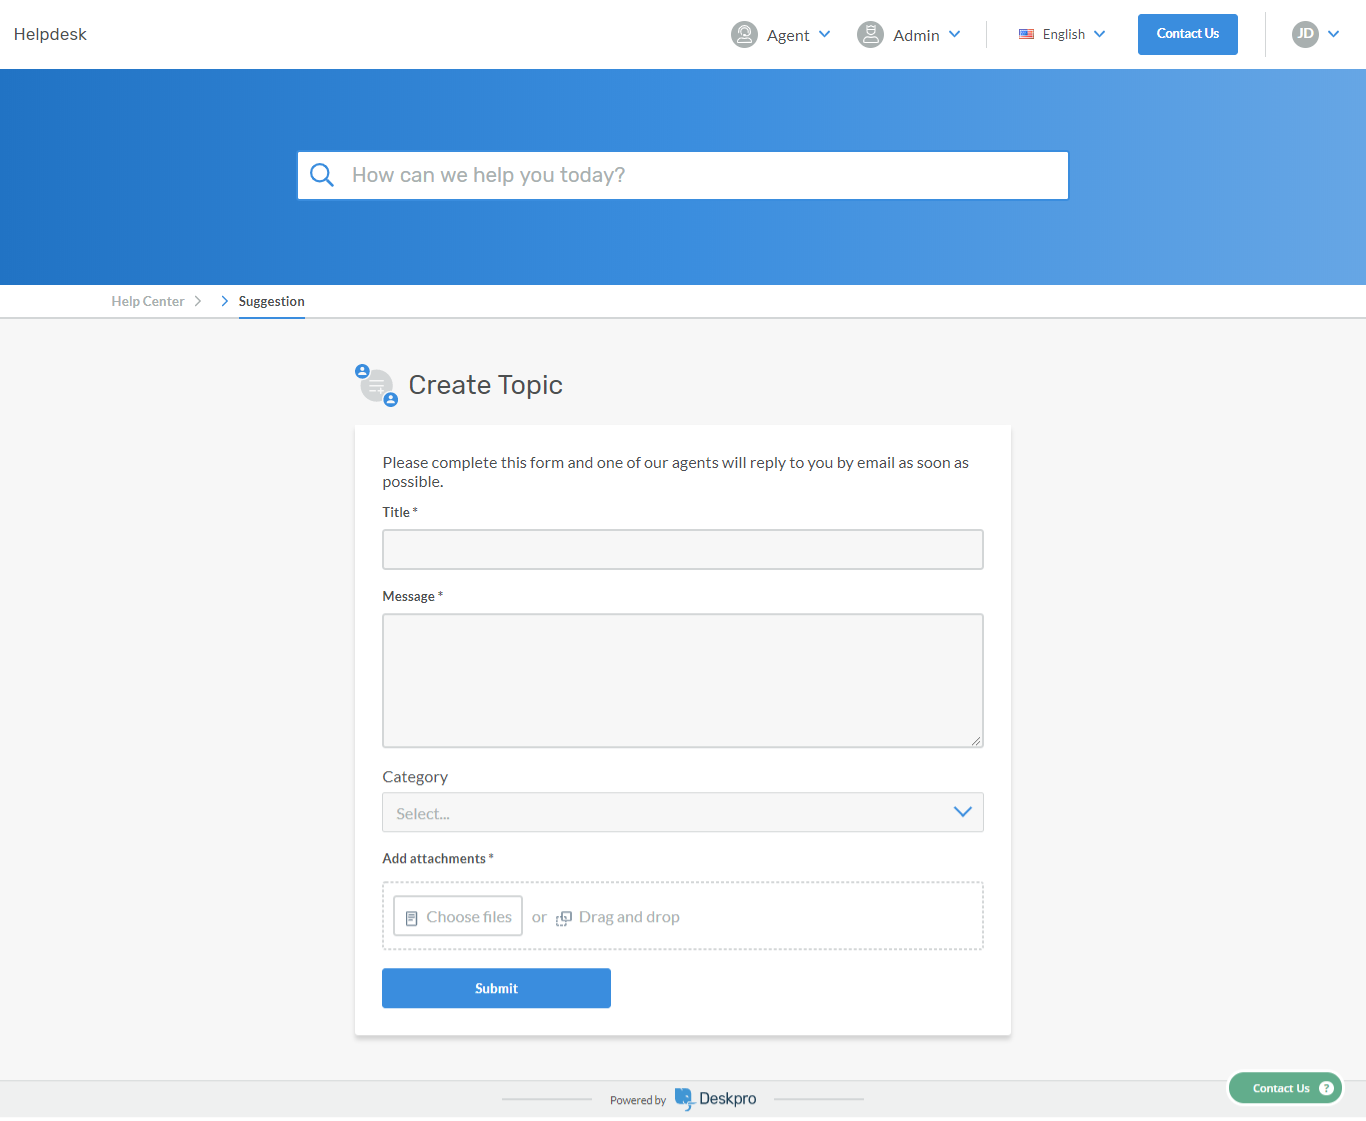 Helpdesk
Agent
Admin
English
Contact Us
JD
How can we help you today?
Help Center
Suggestion
Create Topic
Please complete this form and one of our agents will reply to you by email as soon as
possible.
Title *
Message *
Category
Select...
Add attachments *
Choose files or Drag and drop
Submit
Powered by Deskpro
Contact Us ?